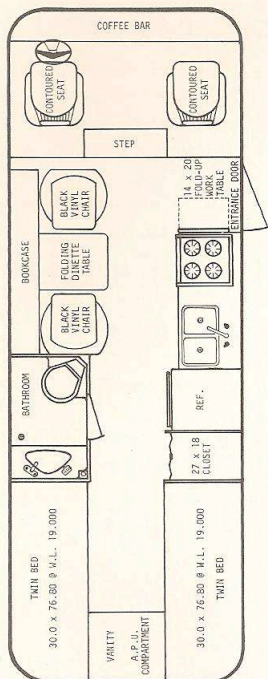 COFFEE BAR
CONTOURED
SEAT
CONTOURED
SEAT
STEP
14 x 20
FOLD-UP
WORK
TABLE
ENTRANCE DOOR
BOOKCASE
BLACK
VINYL
CHAIR
FOLDING
DINETTE
TABLE
BLACK
VINYL
CHAIR
BATHROOM
REF.
27 x 18
CLOSET
TWIN BED
30.0 x 76.80 @ W.L. 19.000
VANITY
A.P.U.
COMPARTMENT
30.0 x 76.80 @ W.L. 19.000
TWIN BED